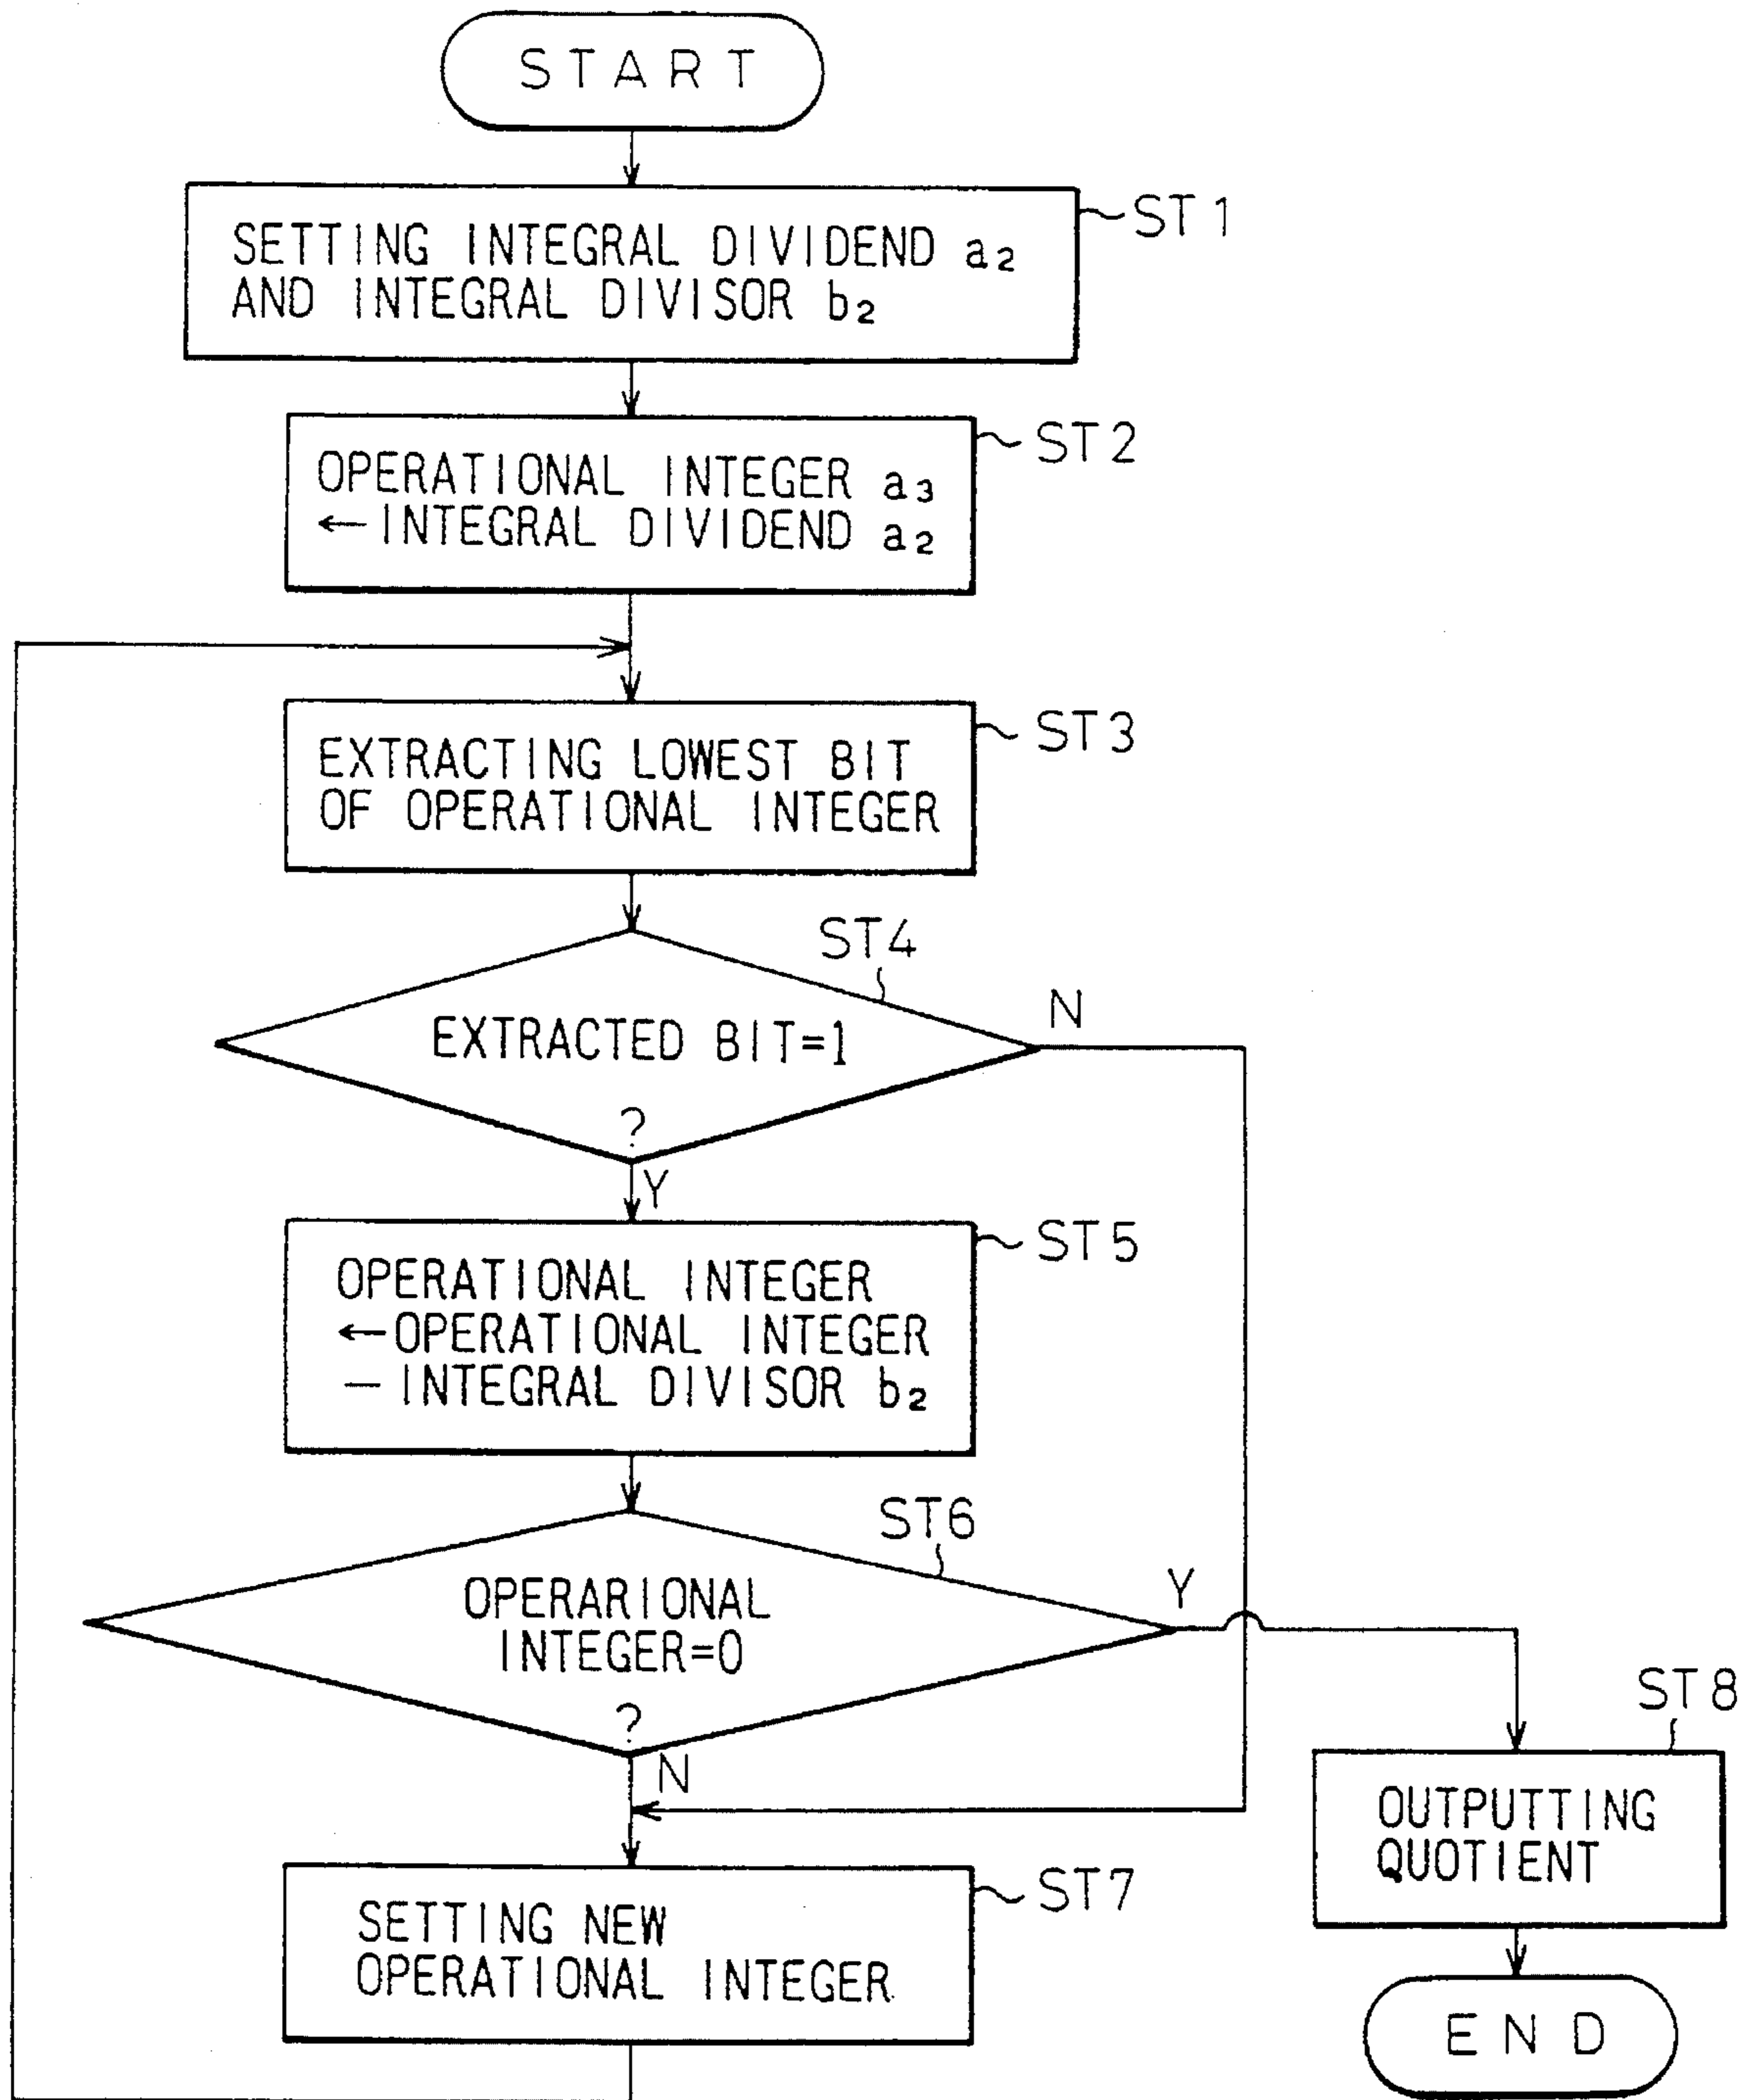 START
ST1
SETTING INTEGRAL DIVIDEND a₂
AND INTEGRAL DIVISOR b₂
ST2
OPERATIONAL INTEGER a₃
←INTEGRAL DIVIDEND a₂
ST3
EXTRACTING LOWEST BIT
OF OPERATIONAL INTEGER
ST4
EXTRACTED BIT=1
?
N
Y
ST5
OPERATIONAL INTEGER
←OPERATIONAL INTEGER
−INTEGRAL DIVISOR b₂
ST6
OPERARIONAL
INTEGER=0
?
Y
N
ST8
OUTPUTTING
QUOTIENT
ST7
SETTING NEW
OPERATIONAL INTEGER
END